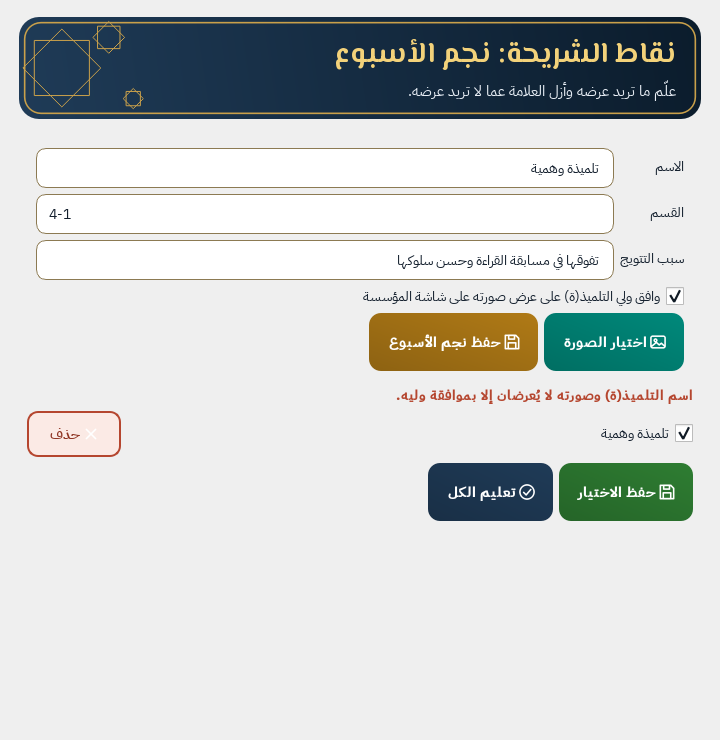 نقاط الشريحة: نجم الأسبوع
علّم ما تريد عرضه وأزل العلامة عما لا تريد عرضه.
الاسم
تلميذة وهمية
القسم
4-1
سبب التتويج
تفوقها في مسابقة القراءة وحسن سلوكها
وافق ولي التلميذ(ة) على عرض صورته على شاشة المؤسسة
اختيار الصورة
حفظ نجم الأسبوع
اسم التلميذ(ة) وصورته لا يُعرضان إلا بموافقة وليه.
تلميذة وهمية
حذف
حفظ الاختيار
تعليم الكل